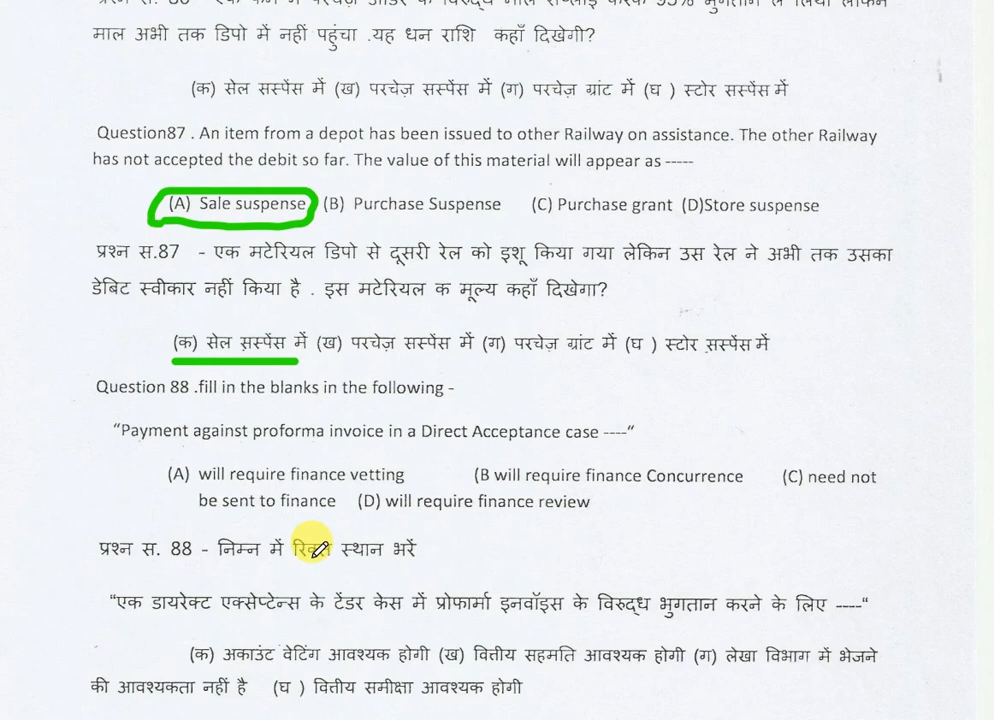 माल अभी तक डिपो में नहीं पहुंचा .यह धन राशि कहाँ दिखेगी?
(क) सेल सस्पेंस में (ख) परचेज़ सस्पेंस में (ग) परचेज़ ग्रांट में (घ ) स्टोर सस्पेंस में
Question87 . An item from a depot has been issued to other Railway on assistance. The other Railway
has not accepted the debit so far. The value of this material will appear as -----
(A) Sale suspense (B) Purchase Suspense (C) Purchase grant (D)Store suspense
प्रश्न स.87 - एक मटेरियल डिपो से दूसरी रेल को इशू किया गया लेकिन उस रेल ने अभी तक उसका
डेबिट स्वीकार नहीं किया है . इस मटेरियल क मूल्य कहाँ दिखेगा?
(क) सेल सस्पेंस में (ख) परचेज़ सस्पेंस में (ग) परचेज़ ग्रांट में (घ ) स्टोर सस्पेंस में
Question 88 .fill in the blanks in the following -
“Payment against proforma invoice in a Direct Acceptance case ----“
(A) will require finance vetting (B will require finance Concurrence (C) need not
be sent to finance (D) will require finance review
प्रश्न स. 88 - निम्न में रिक्त स्थान भरें
“एक डायरेक्ट एक्सेप्टेन्स के टेंडर केस में प्रोफार्मा इनवॉइस के विरुद्ध भुगतान करने के लिए ----“
(क) अकाउंट वेटिंग आवश्यक होगी (ख) वित्तीय सहमति आवश्यक होगी (ग) लेखा विभाग में भेजने
की आवश्यकता नहीं है (घ ) वित्तीय समीक्षा आवश्यक होगी